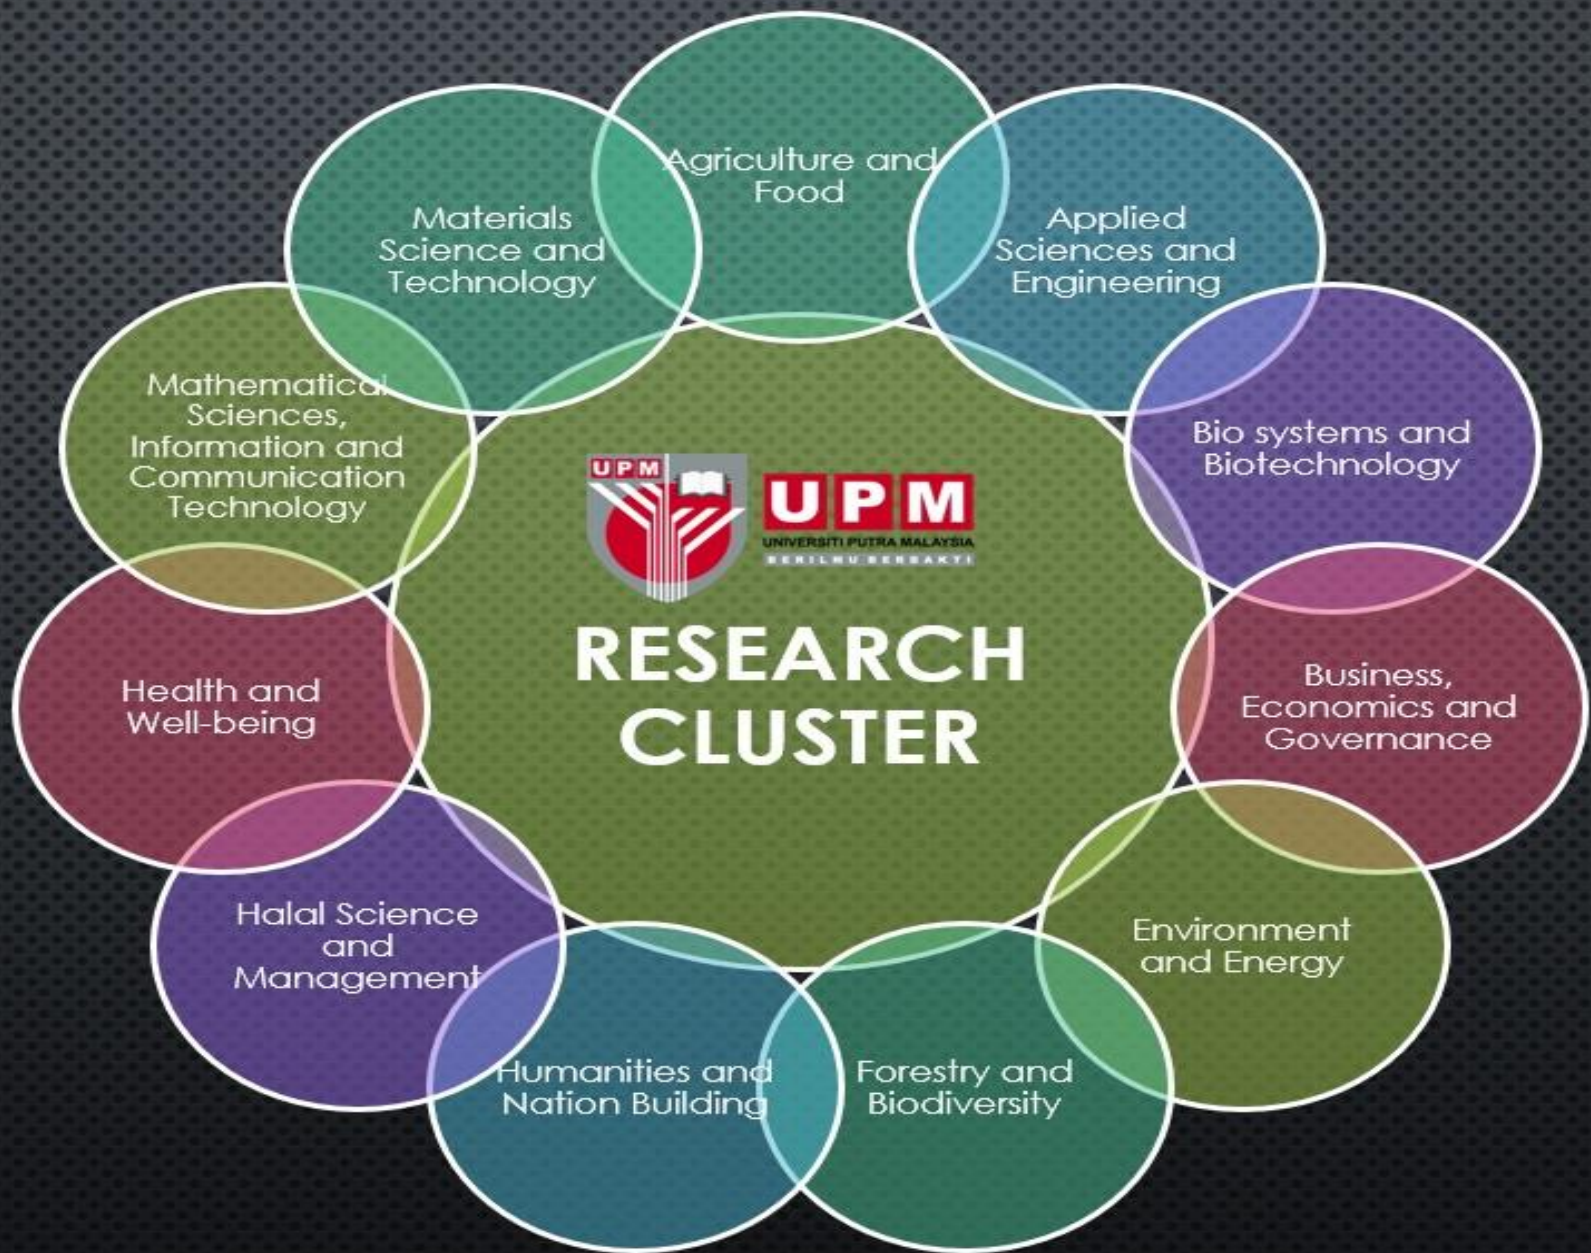 Agriculture and
Food
Applied
Sciences and
Engineering
Bio systems and
Biotechnology
Business,
Economics and
Governance
Environment
and Energy
Forestry and
Biodiversity
Humanities and
Nation Building
Halal Science
and
Management
Health and
Well-being
Mathematical
Sciences,
Information and
Communication
Technology
Materials
Science and
Technology
UPM
UPM
UNIVERSITI PUTRA MALAYSIA
BERILMU BERBAKTI
RESEARCH
CLUSTER